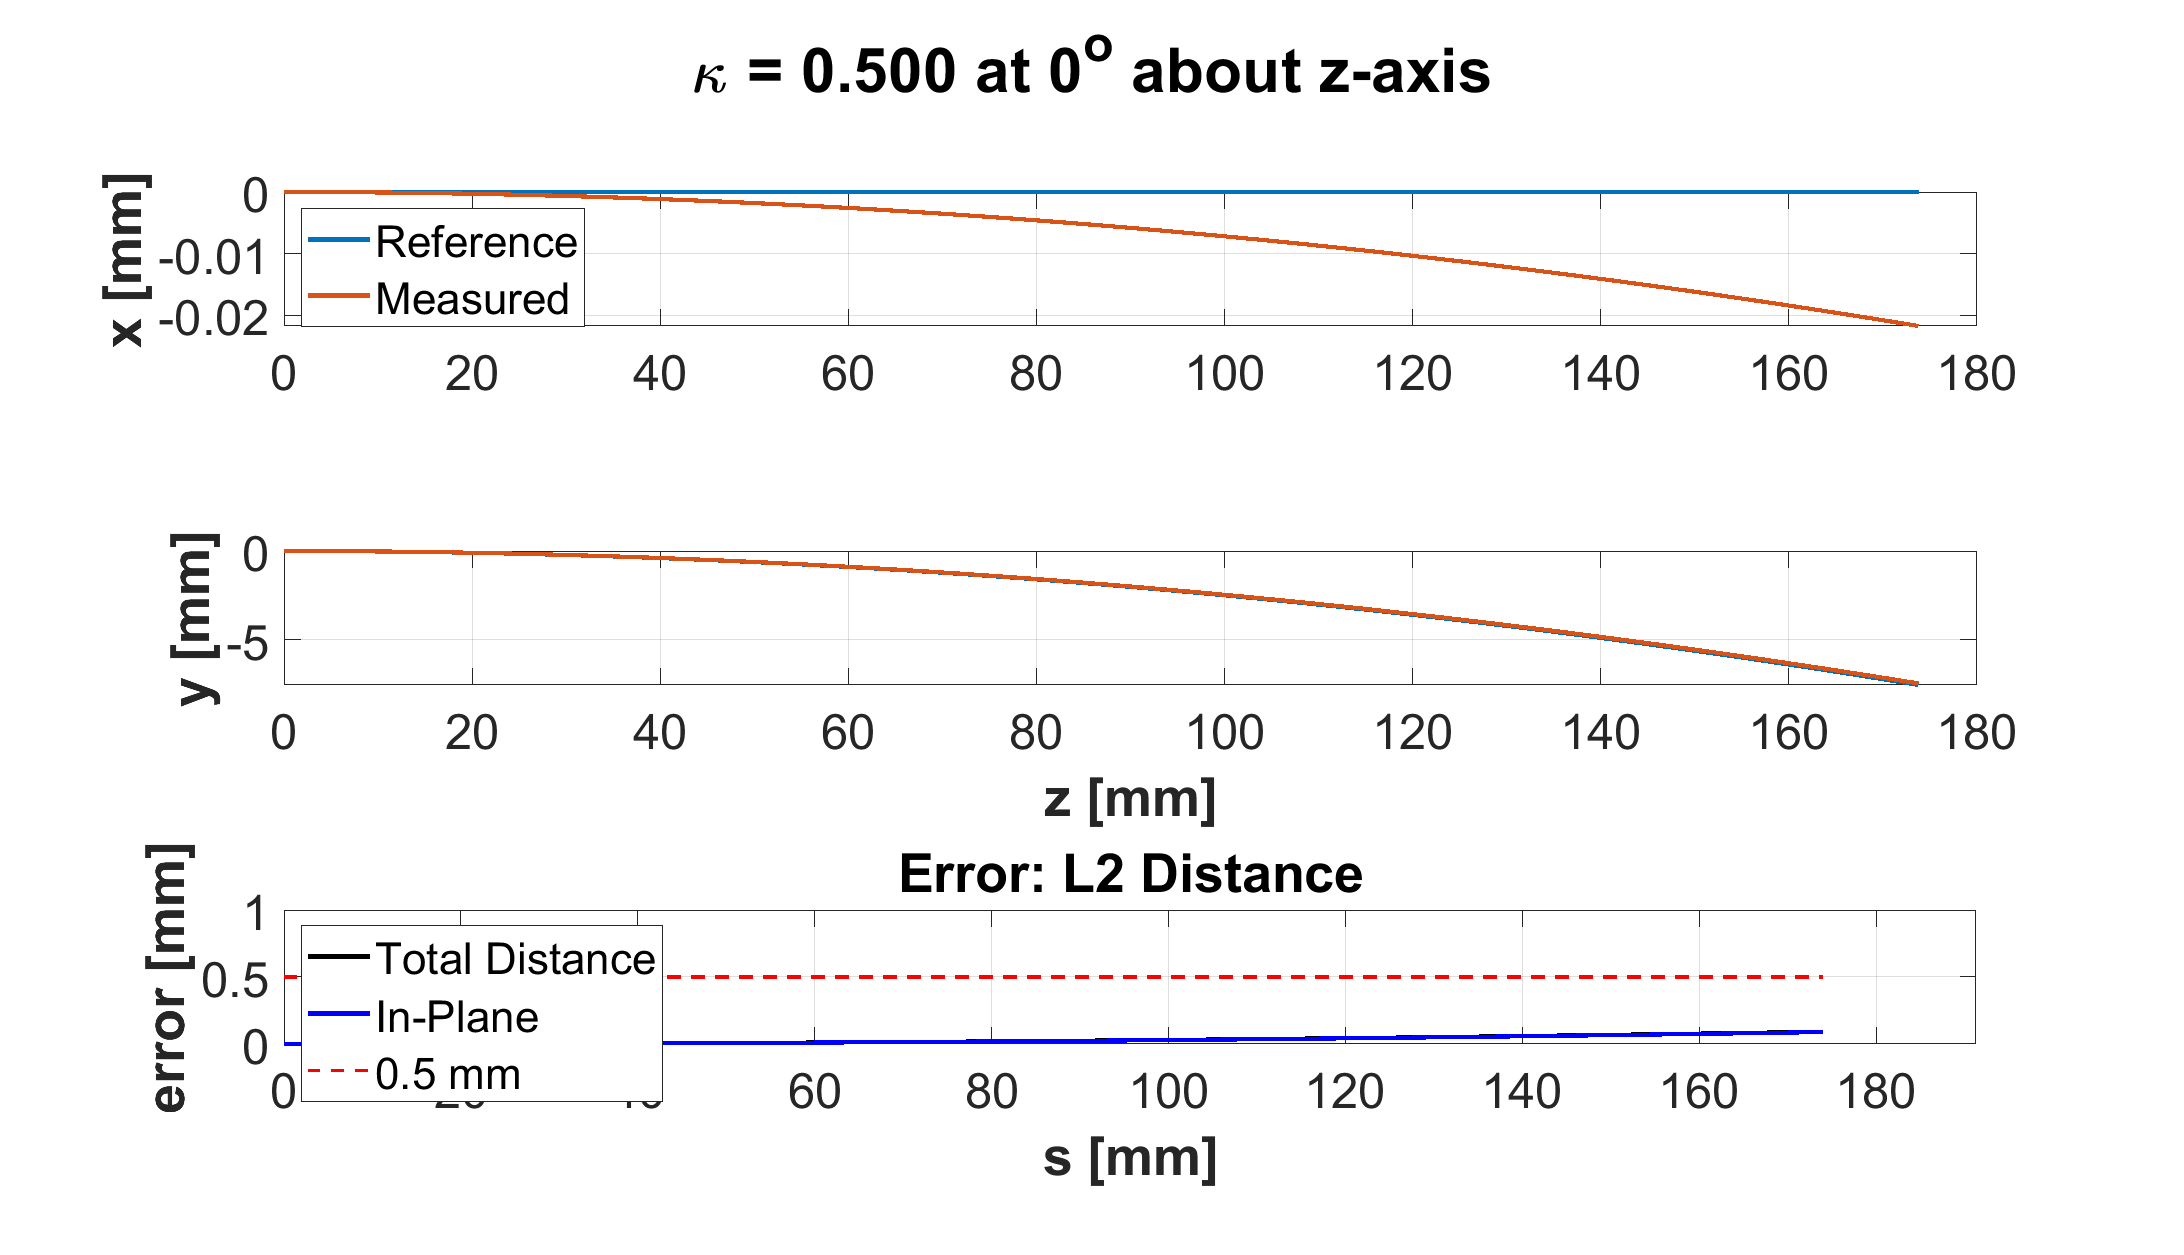 κ = 0.500 at 0° about z-axis
x [mm]
0
-0.01
-0.02
Reference
Measured
0 20 40 60 80 100 120 140 160 180
y [mm]
0
-5
0 20 40 60 80 100 120 140 160 180
z [mm]
Error: L2 Distance
error [mm]
1
0.5
0
Total Distance
In-Plane
0.5 mm
0 60 80 100 120 140 160 180
s [mm]